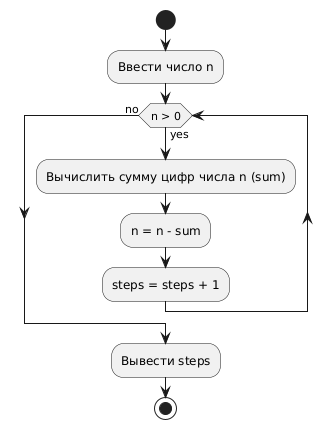 Ввести число n
no
n > 0
yes
Вычислить сумму цифр числа n (sum)
n = n - sum
steps = steps + 1
Вывести steps